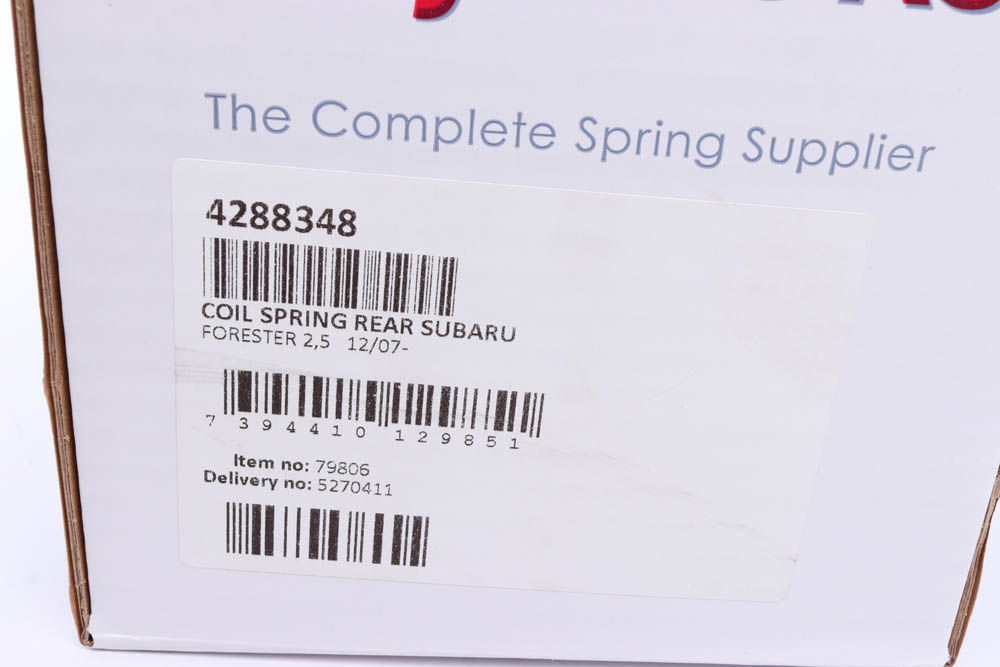 The Complete Spring Supplier
4288348
COIL SPRING REAR SUBARU
FORESTER 2,5 12/07-
7 394410 129851
Item no: 79806
Delivery no: 5270411